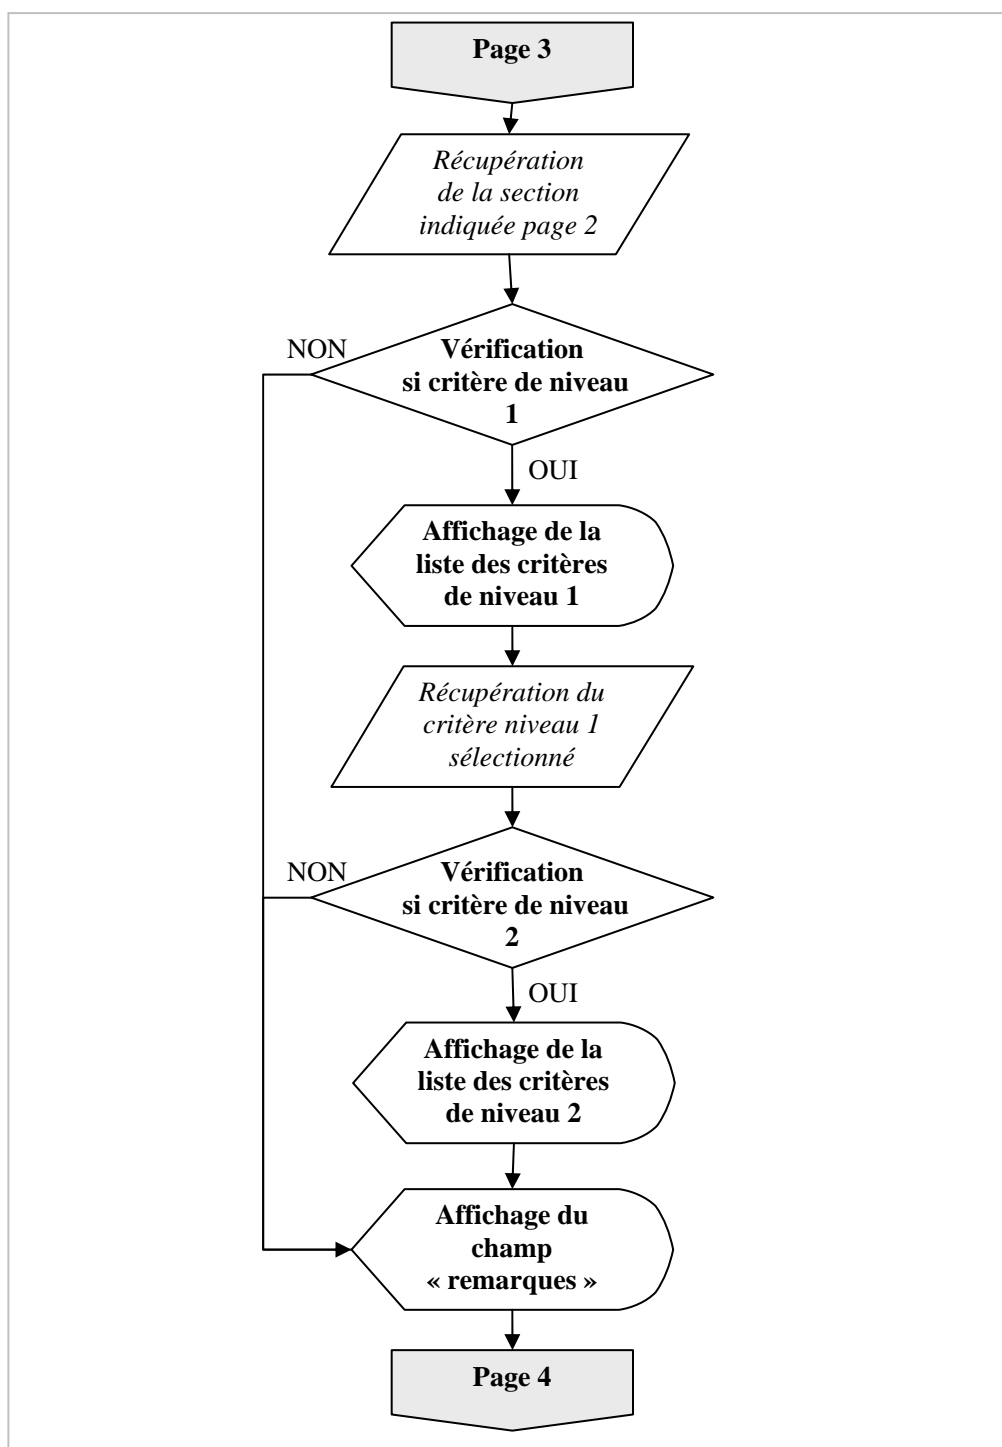 Page 3
Récupération
de la section
indiquée page 2
NON
Vérification
si critère de niveau
1
OUI
Affichage de la
liste des critères
de niveau 1
Récupération du
critère niveau 1
sélectionné
NON
Vérification
si critère de niveau
2
OUI
Affichage de la
liste des critères
de niveau 2
Affichage du
champ
« remarques »
Page 4